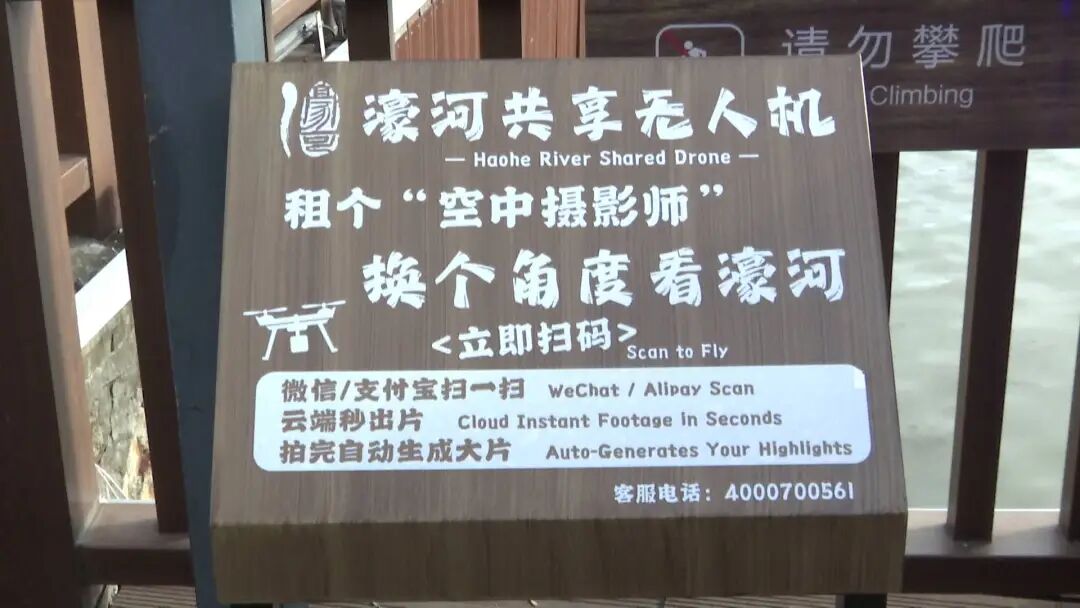 濠河共享无人机
— Haohe River Shared Drone —
租个“空中摄影师”
换个角度看濠河
<立即扫码> Scan to Fly
微信/支付宝扫一扫 WeChat / Alipay Scan
云端秒出片 Cloud Instant Footage in Seconds
拍完自动生成大片 Auto-Generates Your Highlights
客服电话：4000700561
请勿攀爬
Climbing